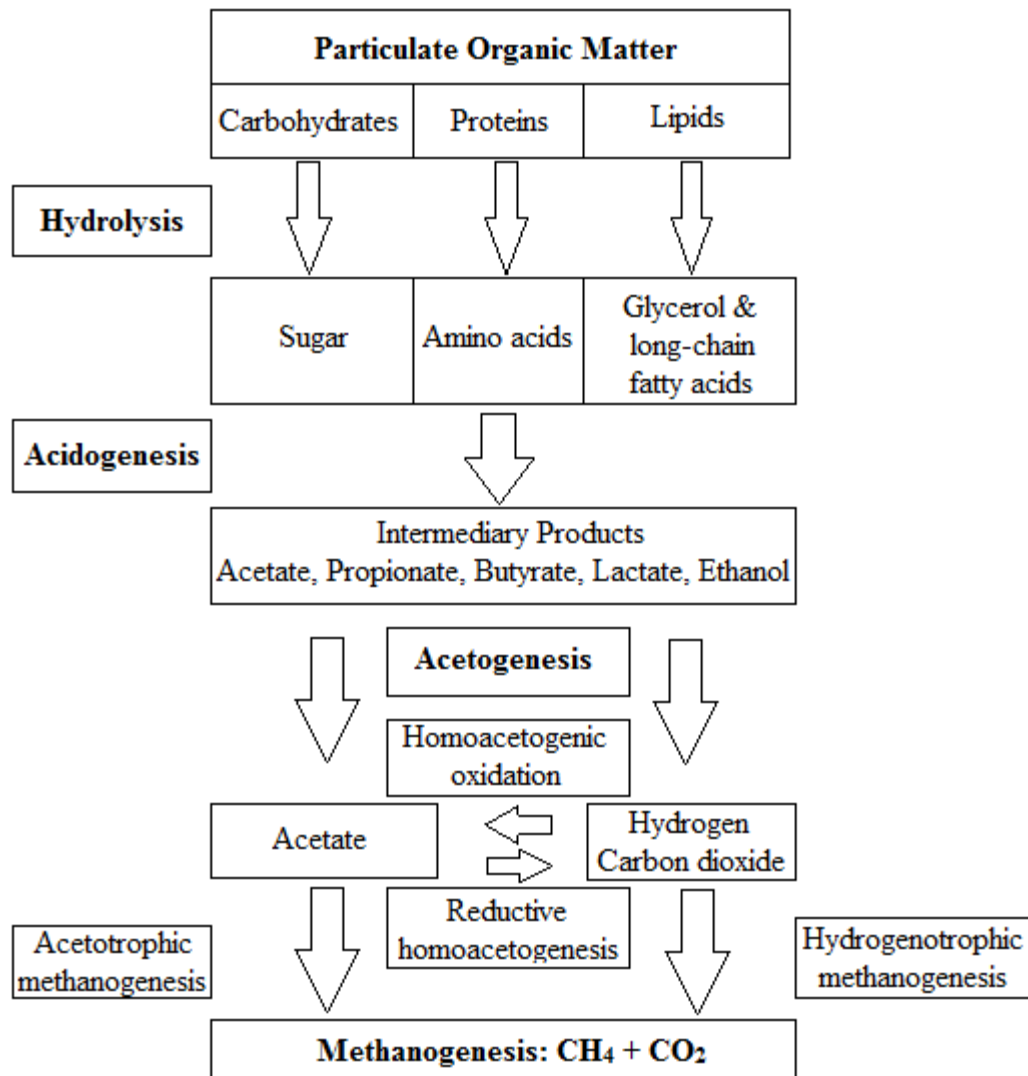 Particulate Organic Matter
Carbohydrates
Proteins
Lipids
Hydrolysis
Sugar
Amino acids
Glycerol &
long-chain
fatty acids
Acidogenesis
Intermediary Products
Acetate, Propionate, Butyrate, Lactate, Ethanol
Acetogenesis
Homoacetogenic
oxidation
Acetate
Hydrogen
Carbon dioxide
Reductive
homoacetogenesis
Acetotrophic
methanogenesis
Hydrogenotrophic
methanogenesis
Methanogenesis: CH₄ + CO₂